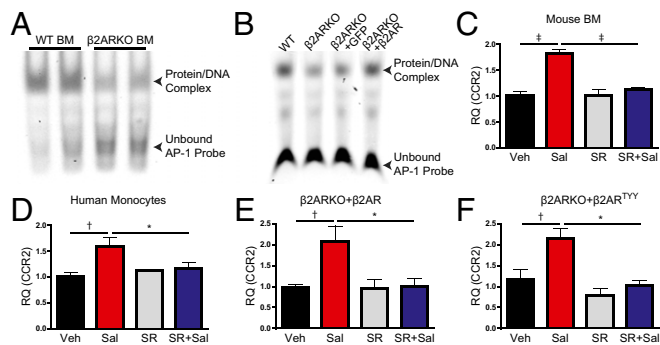 A
WT BM
β2ARKO BM
Protein/DNA
Complex
Unbound
AP-1 Probe
B
WT
β2ARKO
β2ARKO
+GFP
β2ARKO
+β2AR
Protein/DNA
Complex
Unbound
AP-1 Probe
C
Mouse BM
RQ (CCR2)
2.0
1.5
1.0
0.5
0.0
‡
‡
Veh
Sal
SR
SR+Sal
D
Human Monocytes
RQ (CCR2)
2.0
1.5
1.0
0.5
0.0
†
*
Veh
Sal
SR
SR+Sal
E
β2ARKO+β2AR
RQ (CCR2)
2.5
2.0
1.5
1.0
0.5
0.0
†
*
Veh
Sal
SR
SR+Sal
F
β2ARKO+β2ARTYY
RQ (CCR2)
2.5
2.0
1.5
1.0
0.5
0.0
†
*
Veh
Sal
SR
SR+Sal